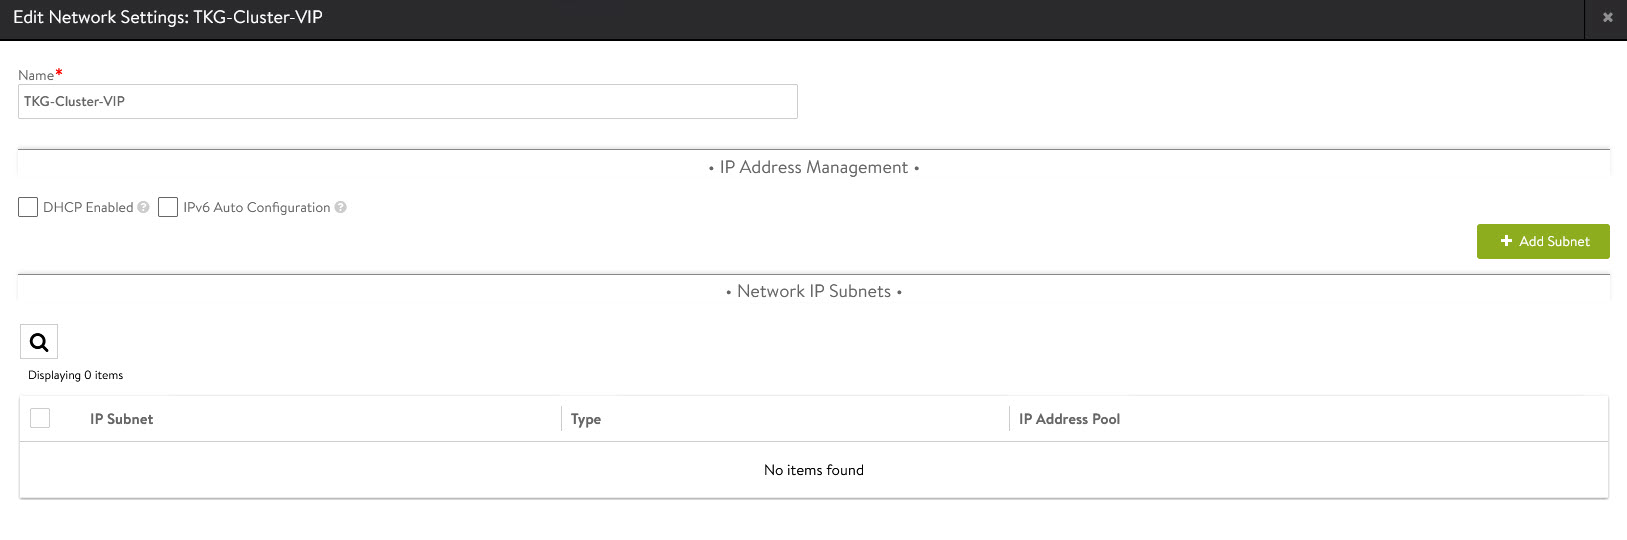 Edit Network Settings: TKG-Cluster-VIP
Name*
TKG-Cluster-VIP
• IP Address Management •
DHCP Enabled ? IPv6 Auto Configuration ?
+ Add Subnet
• Network IP Subnets •
Displaying 0 items
IP Subnet Type IP Address Pool
No items found